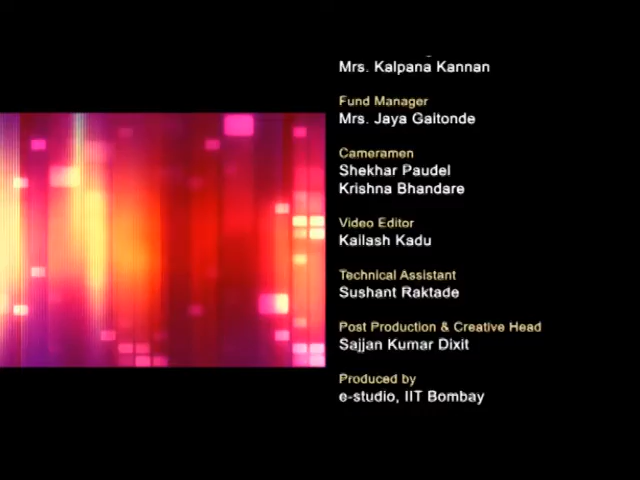 Mrs. Kalpana Kannan
Fund Manager
Mrs. Jaya Gaitonde
Cameramen
Shekhar Paudel
Krishna Bhandare
Video Editor
Kailash Kadu
Technical Assistant
Sushant Raktade
Post Production & Creative Head
Sajjan Kumar Dixit
Produced by
e-studio, IIT Bombay